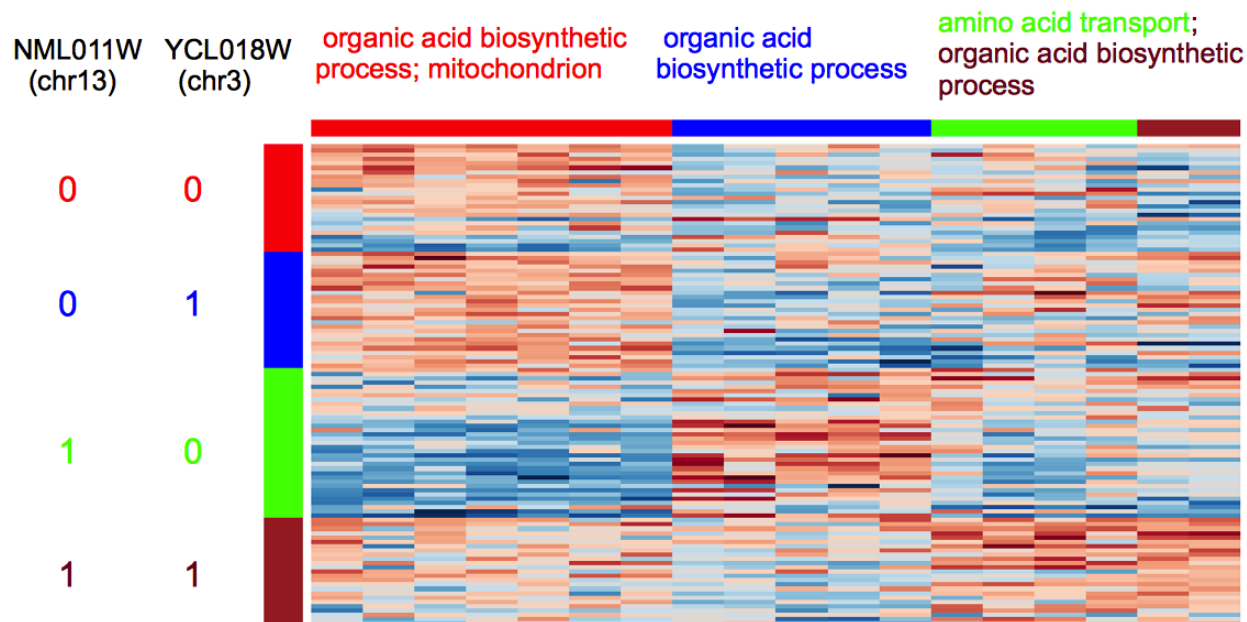 NML011W YCL018W
(chr13) (chr3)
organic acid biosynthetic
process; mitochondrion
organic acid
biosynthetic process
amino acid transport;
organic acid biosynthetic
process
0 0
0 1
1 0
1 1